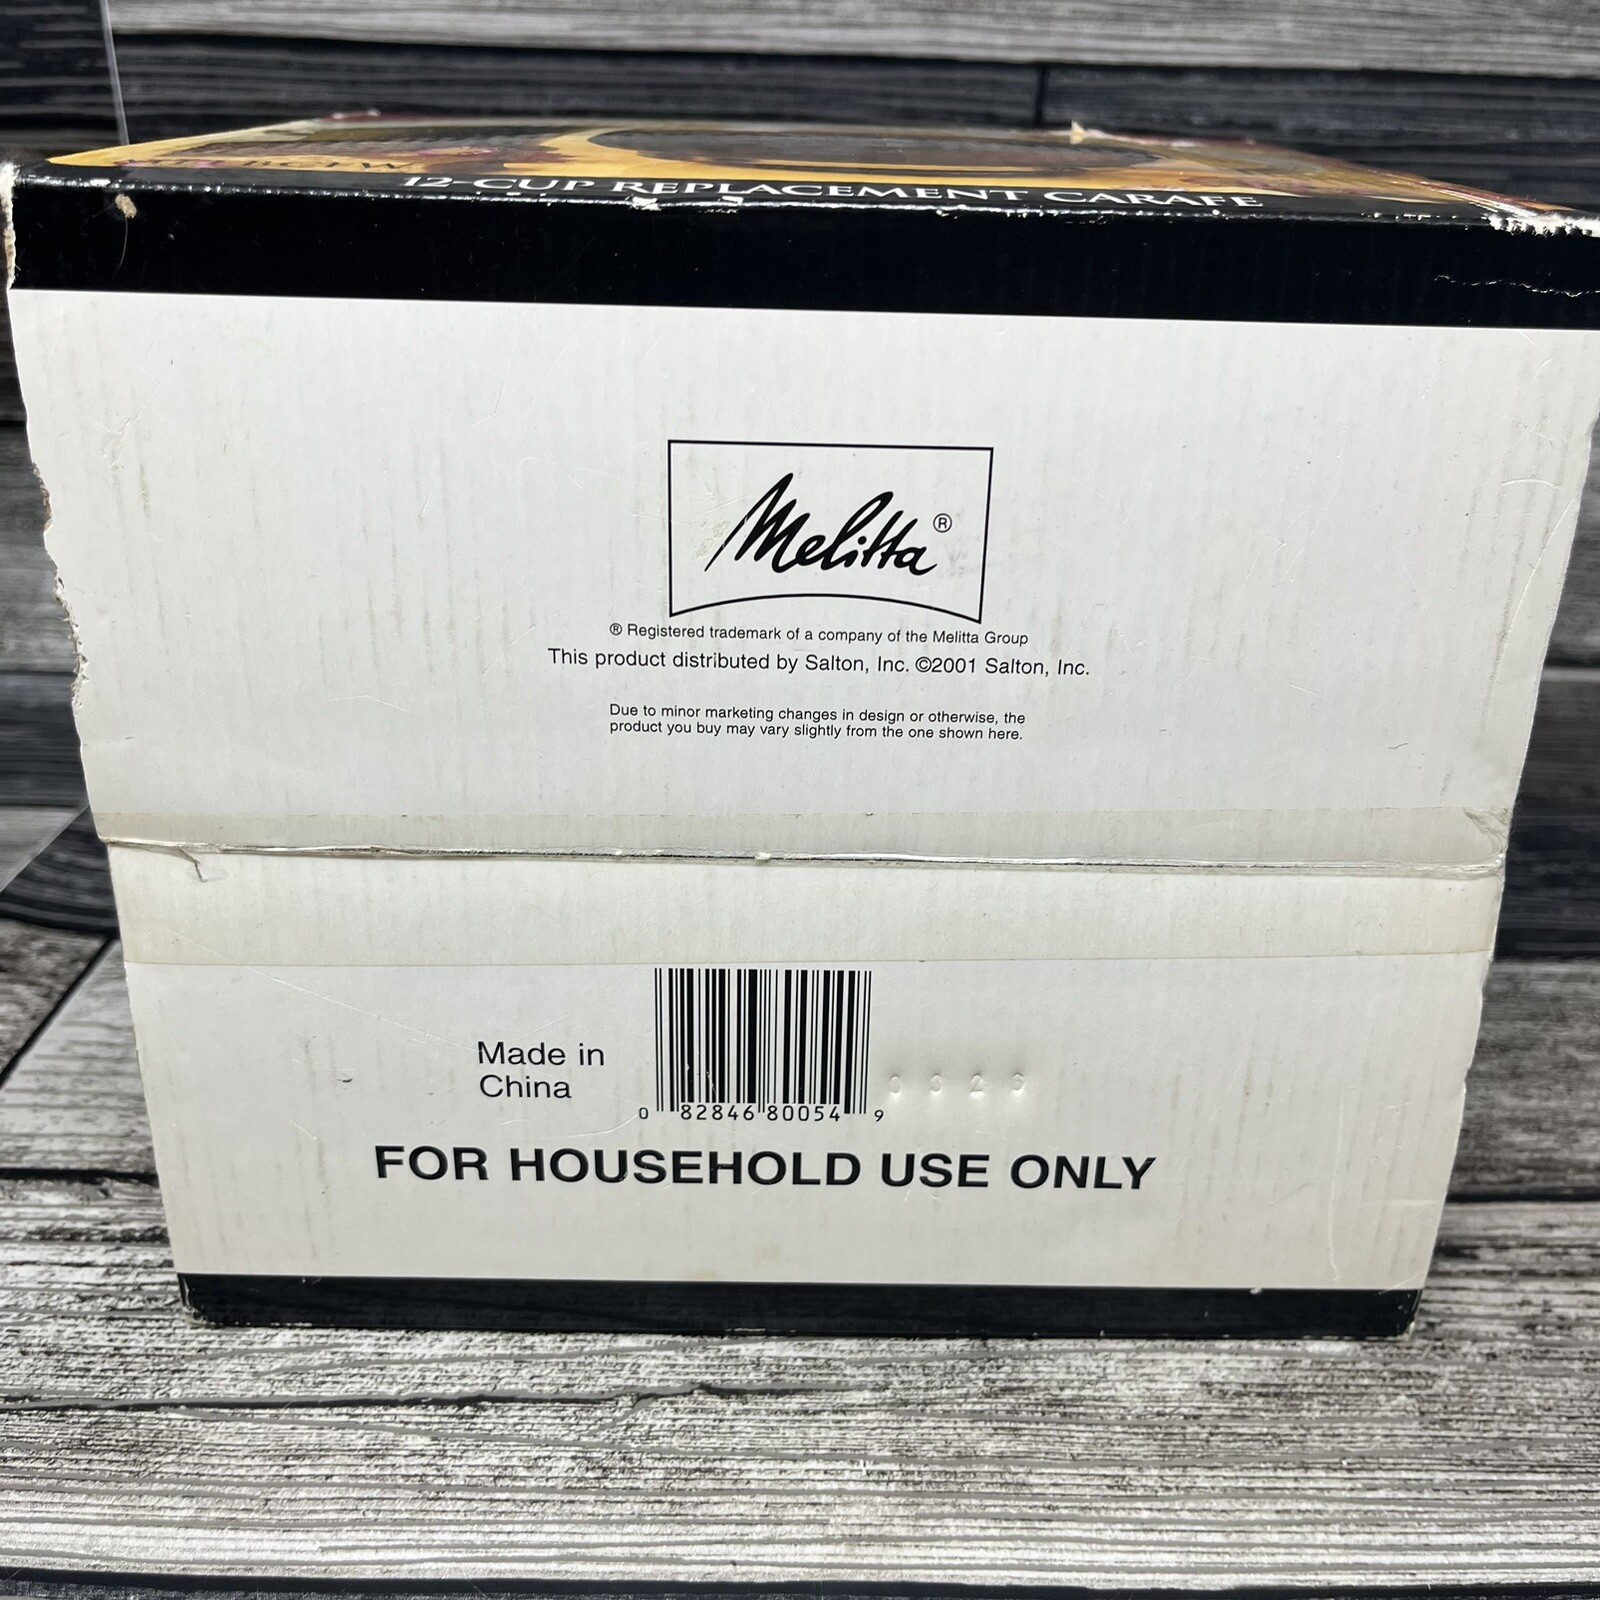 12-CUP REPLACEMENT CARAFE
Melitta®
® Registered trademark of a company of the Melitta Group
This product distributed by Salton, Inc. ©2001 Salton, Inc.
Due to minor marketing changes in design or otherwise, the
product you buy may vary slightly from the one shown here.
Made in
China
0 82846 80054 9
FOR HOUSEHOLD USE ONLY